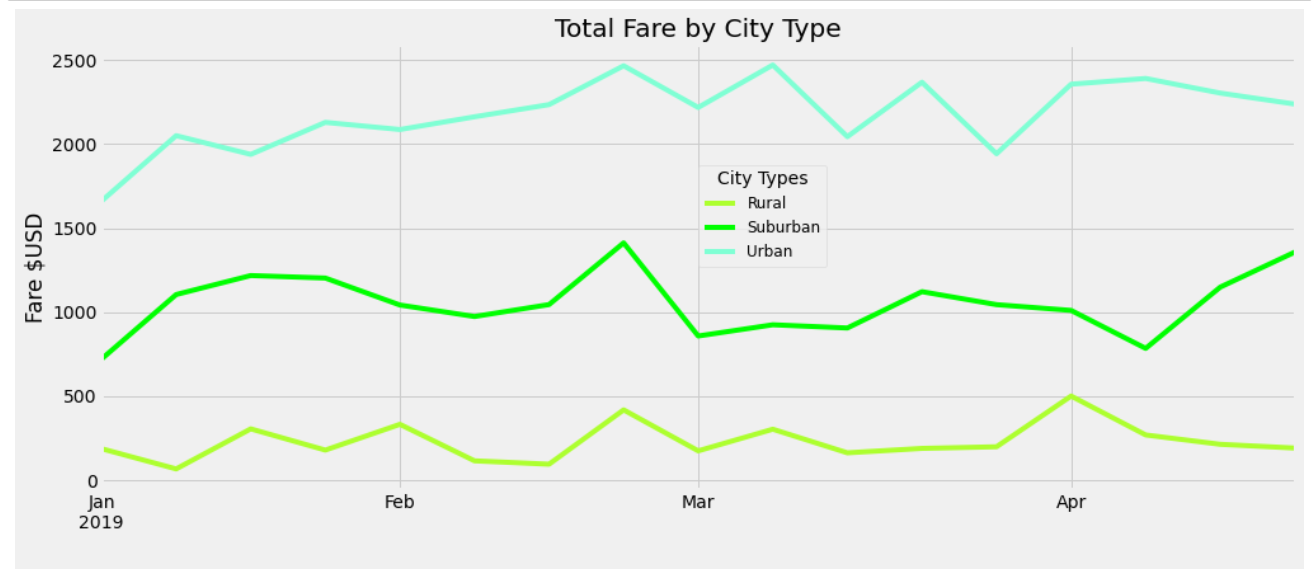 Total Fare by City Type
Fare $USD
2500
2000
1500
1000
500
0
City Types
Rural
Suburban
Urban
Jan Feb Mar Apr
2019